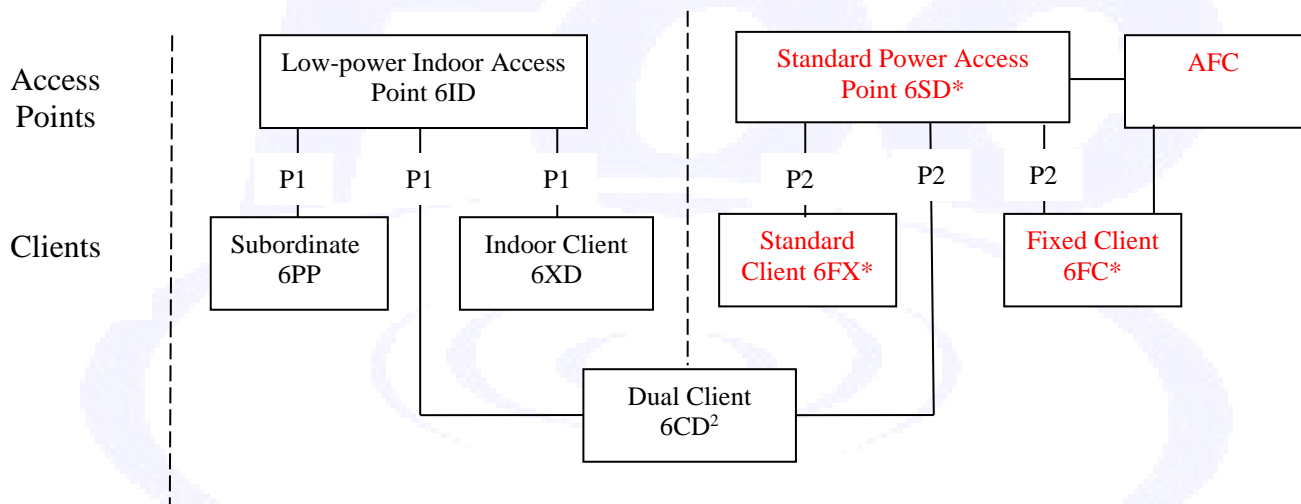 Access
Points
Low-power Indoor Access
Point 6ID
Standard Power Access
Point 6SD*
AFC
P1
P1
P1
P2
P2
P2
Clients
Subordinate
6PP
Indoor Client
6XD
Standard
Client 6FX*
Fixed Client
6FC*
Dual Client
6CD²